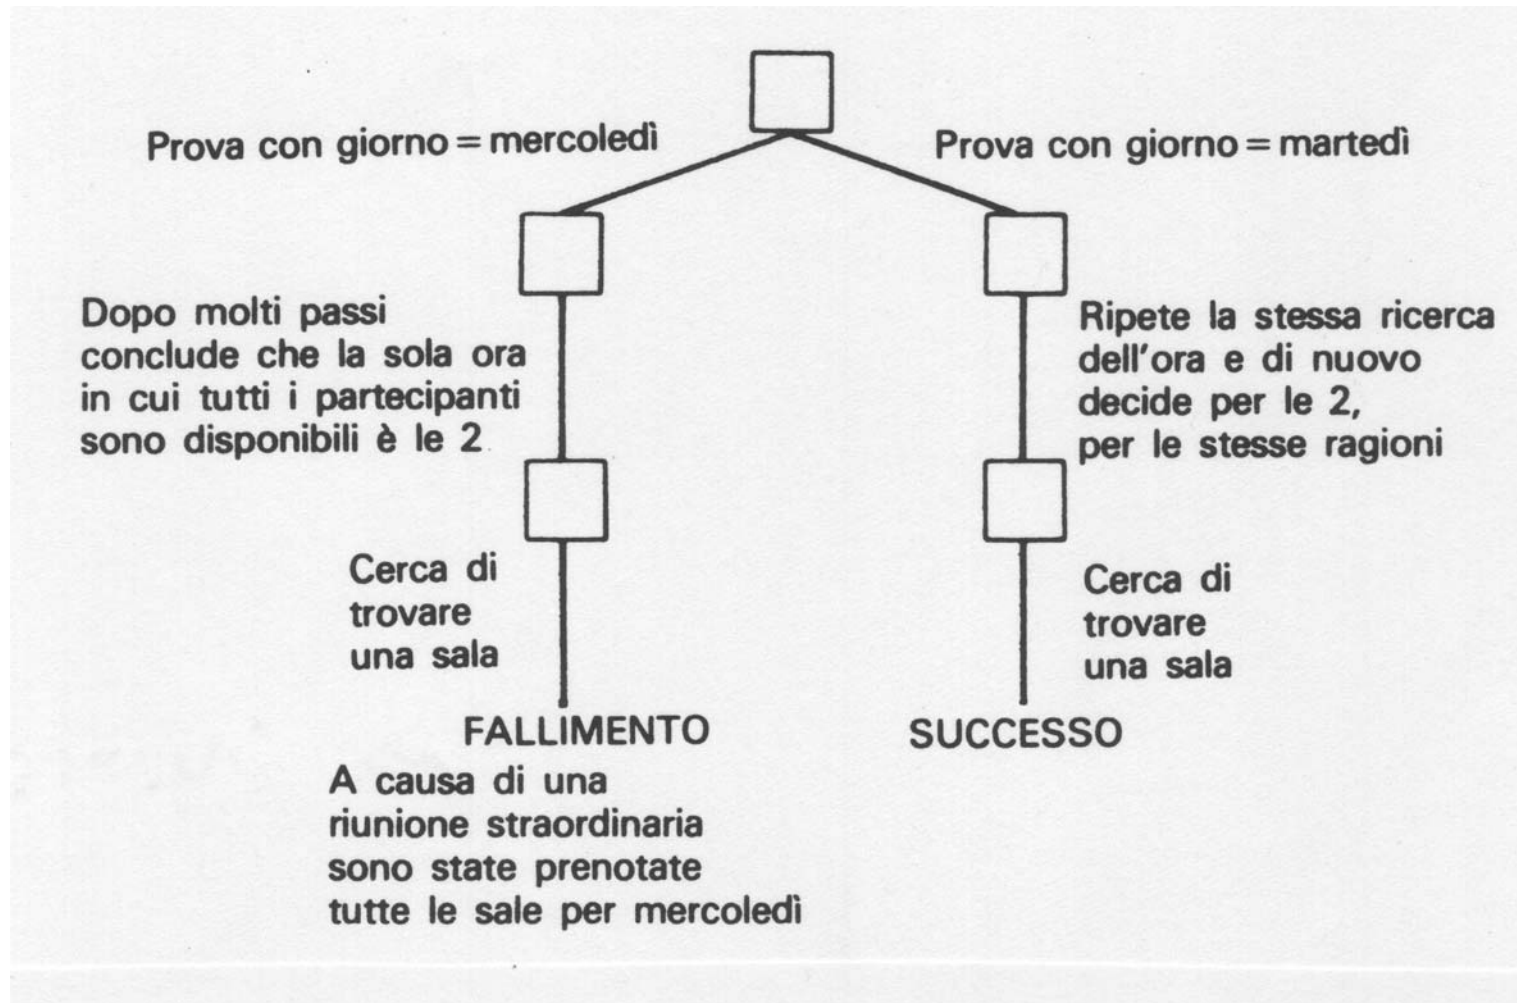 Prova con giorno = mercoledì
Prova con giorno = martedì
Dopo molti passi
conclude che la sola ora
in cui tutti i partecipanti
sono disponibili è le 2
Ripete la stessa ricerca
dell'ora e di nuovo
decide per le 2,
per le stesse ragioni
Cerca di
trovare
una sala
Cerca di
trovare
una sala
FALLIMENTO
A causa di una
riunione straordinaria
sono state prenotate
tutte le sale per mercoledì
SUCCESSO